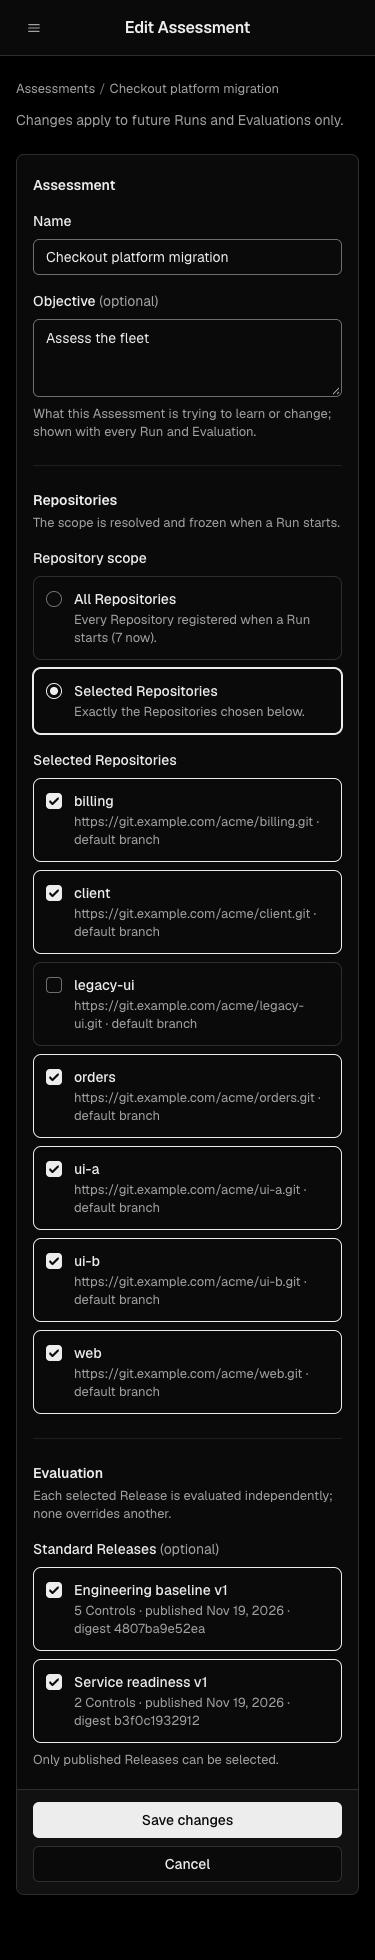 Edit Assessment
Assessments / Checkout platform migration
Changes apply to future Runs and Evaluations only.
Assessment
Name
Checkout platform migration
Objective (optional)
Assess the fleet
What this Assessment is trying to learn or change;
shown with every Run and Evaluation.
Repositories
The scope is resolved and frozen when a Run starts.
Repository scope
All Repositories
Every Repository registered when a Run
starts (7 now).
Selected Repositories
Exactly the Repositories chosen below.
Selected Repositories
billing
https://git.example.com/acme/billing.git ·
default branch
client
https://git.example.com/acme/client.git ·
default branch
legacy-ui
https://git.example.com/acme/legacy-
ui.git · default branch
orders
https://git.example.com/acme/orders.git ·
default branch
ui-a
https://git.example.com/acme/ui-a.git ·
default branch
ui-b
https://git.example.com/acme/ui-b.git ·
default branch
web
https://git.example.com/acme/web.git ·
default branch
Evaluation
Each selected Release is evaluated independently;
none overrides another.
Standard Releases (optional)
Engineering baseline v1
5 Controls · published Nov 19, 2026 ·
digest 4807ba9e52ea
Service readiness v1
2 Controls · published Nov 19, 2026 ·
digest b3f0c1932912
Only published Releases can be selected.
Save changes
Cancel